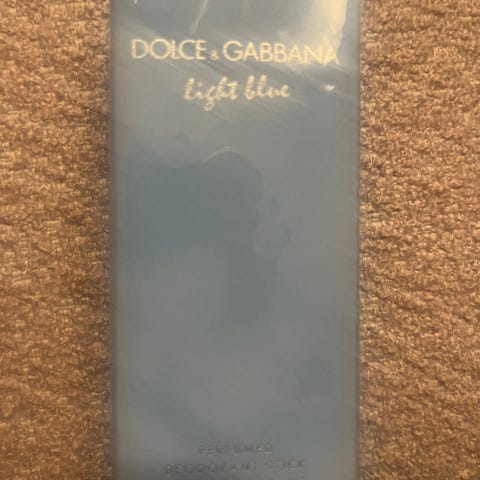 DOLCE & GABBANA
light blue
PERFUMED
DEODORANT STICK